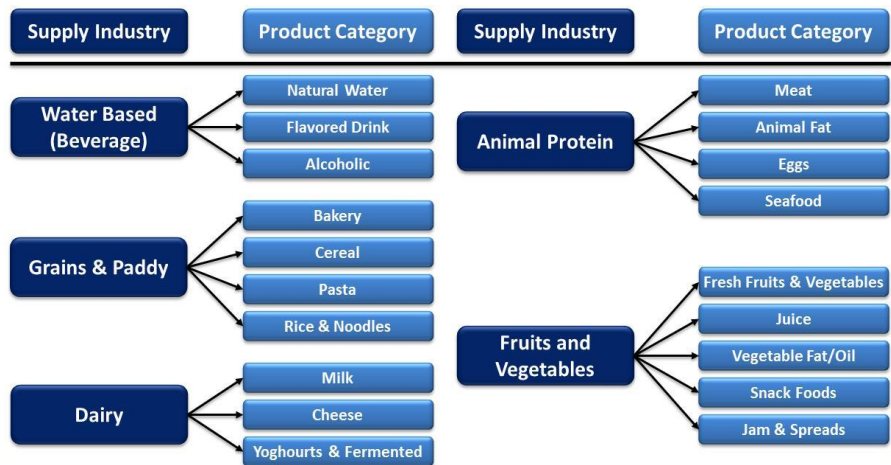 Supply Industry
Product Category
Supply Industry
Product Category
Water Based
(Beverage)
Natural Water
Flavored Drink
Alcoholic
Grains & Paddy
Bakery
Cereal
Pasta
Rice & Noodles
Dairy
Milk
Cheese
Yoghourts & Fermented
Animal Protein
Meat
Animal Fat
Eggs
Seafood
Fruits and
Vegetables
Fresh Fruits & Vegetables
Juice
Vegetable Fat/Oil
Snack Foods
Jam & Spreads